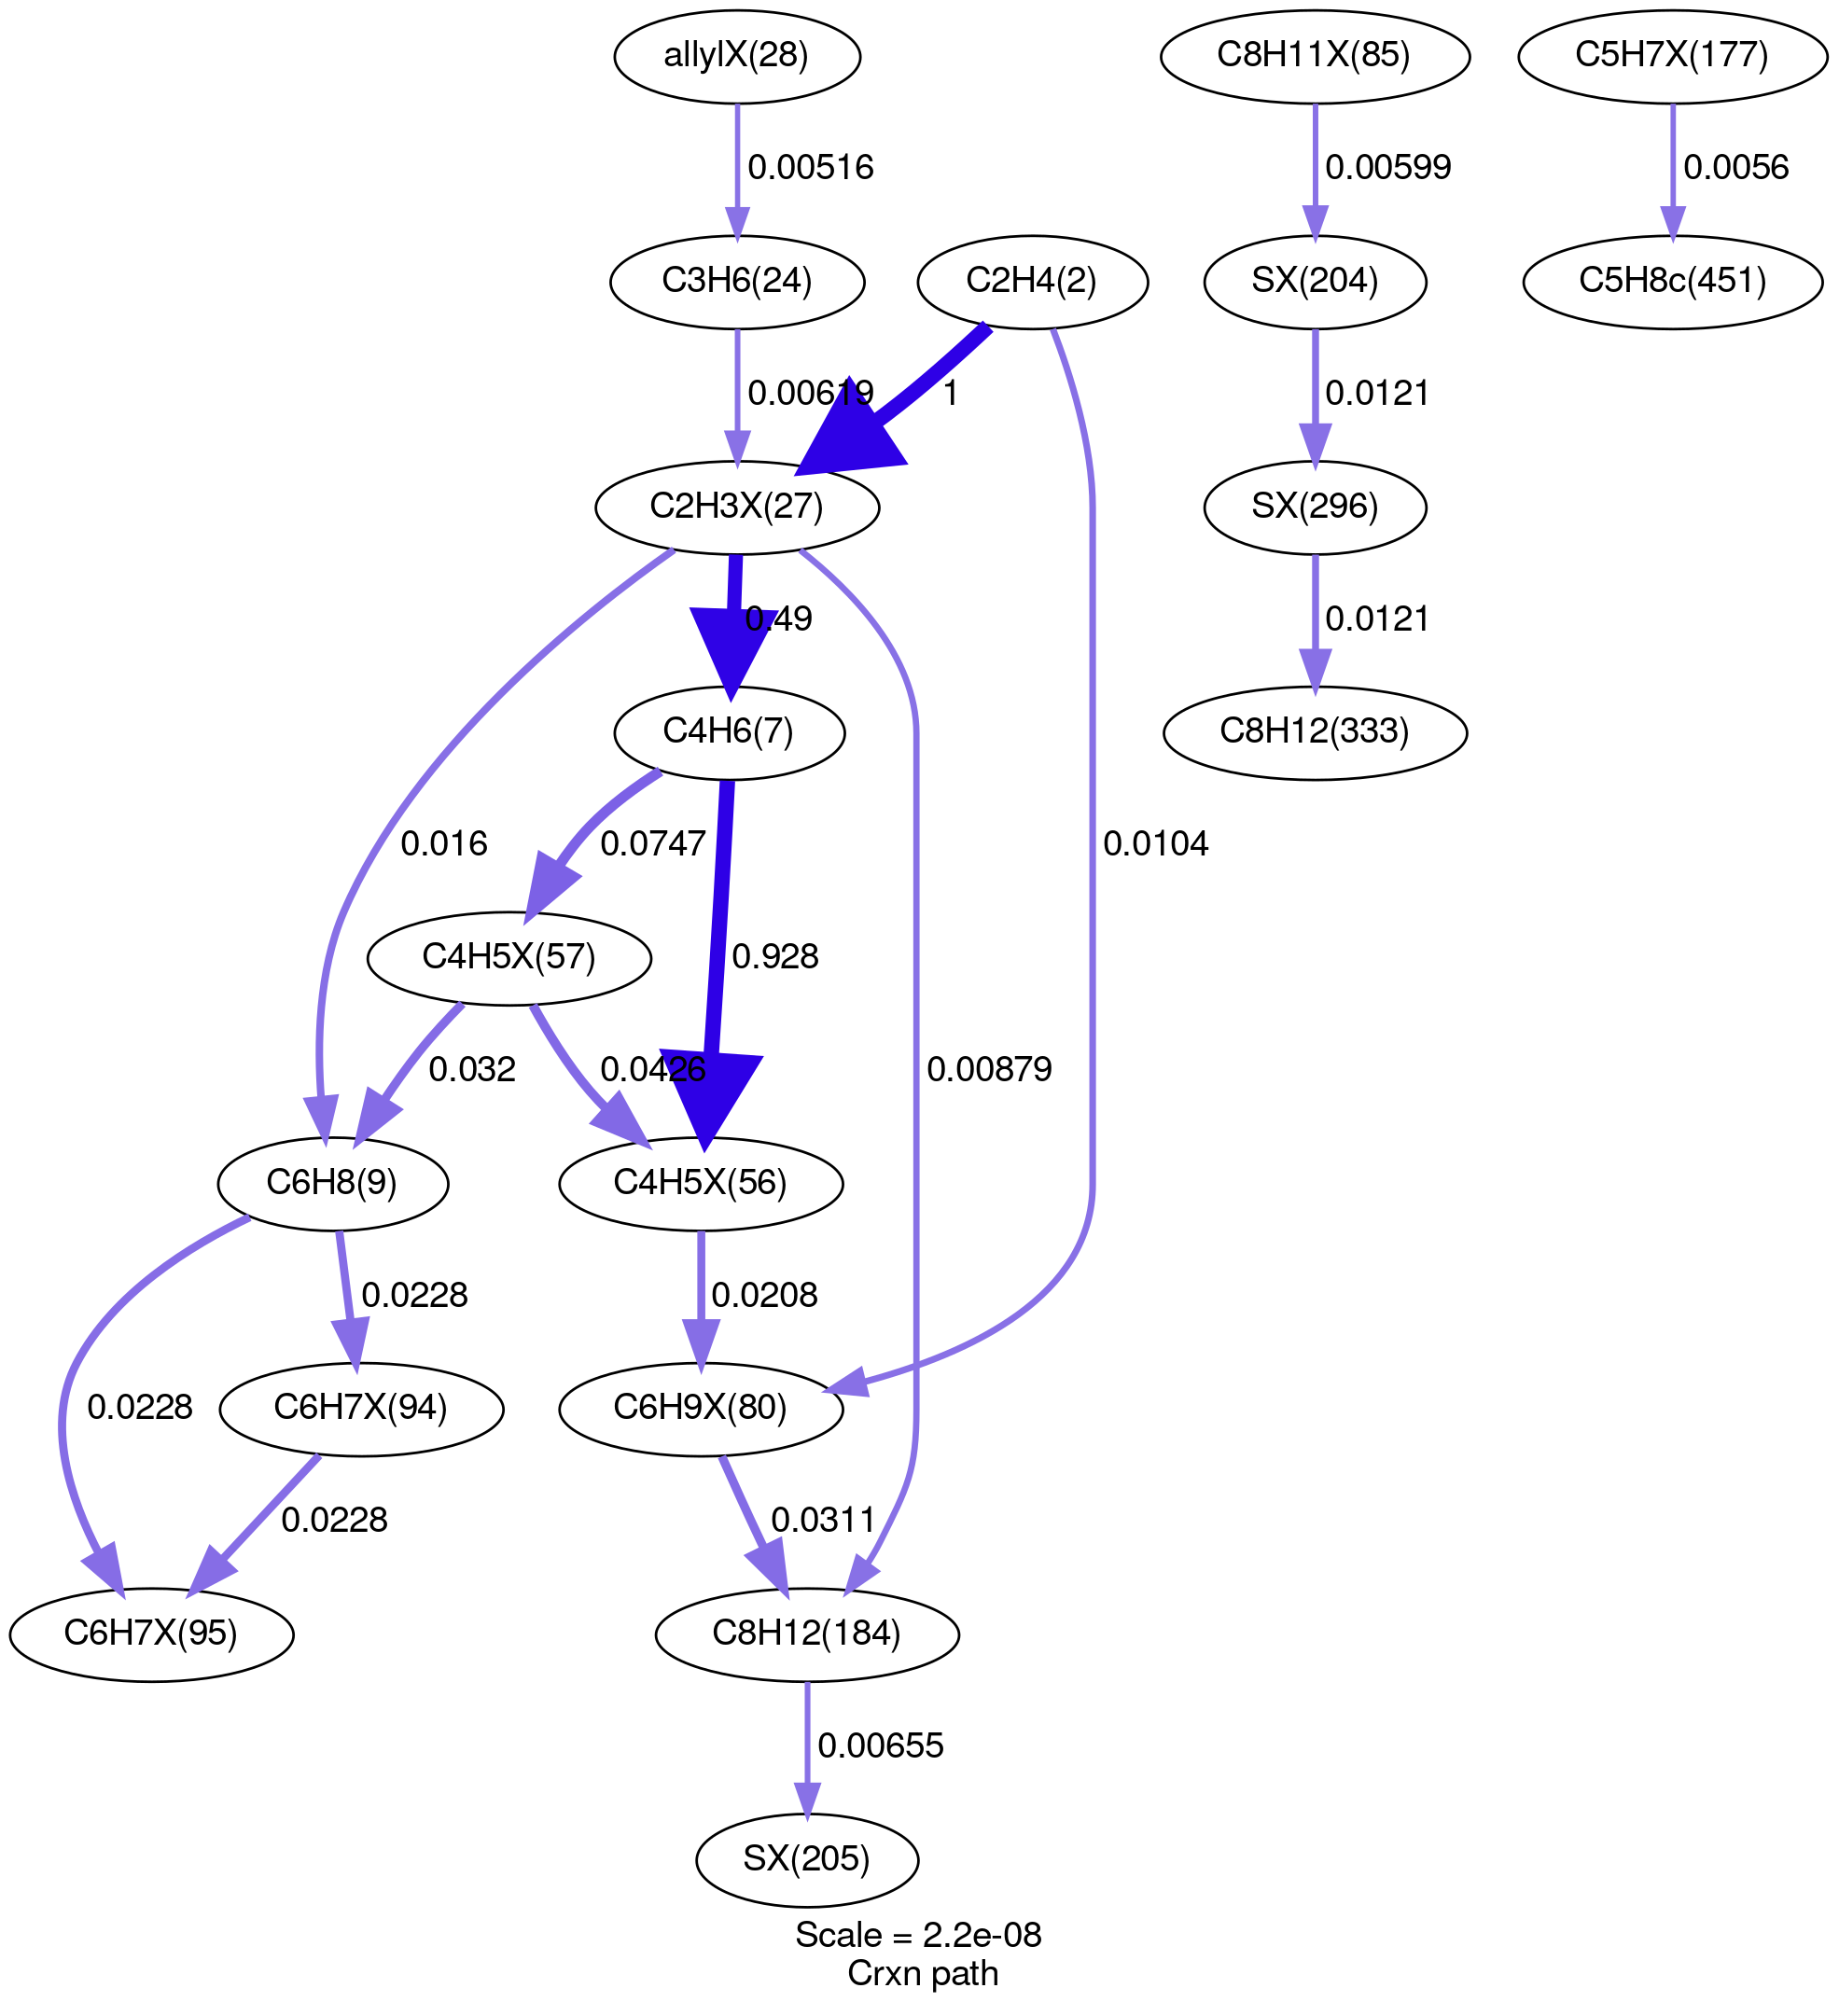 allylX(28)
C8H11X(85)
C5H7X(177)
0.00516
0.00599
0.0056
C3H6(24)
C2H4(2)
SX(204)
C5H8c(451)
0.00619
1
0.0121
C2H3X(27)
SX(296)
0.49
0.0121
C4H6(7)
C8H12(333)
0.016
0.0747
0.0104
C4H5X(57)
0.928
0.032
0.0426
0.00879
C6H8(9)
C4H5X(56)
0.0228
0.0208
C6H7X(94)
C6H9X(80)
0.0228
0.0228
0.0311
C6H7X(95)
C8H12(184)
0.00655
SX(205)
Scale = 2.2e-08
Crxn path